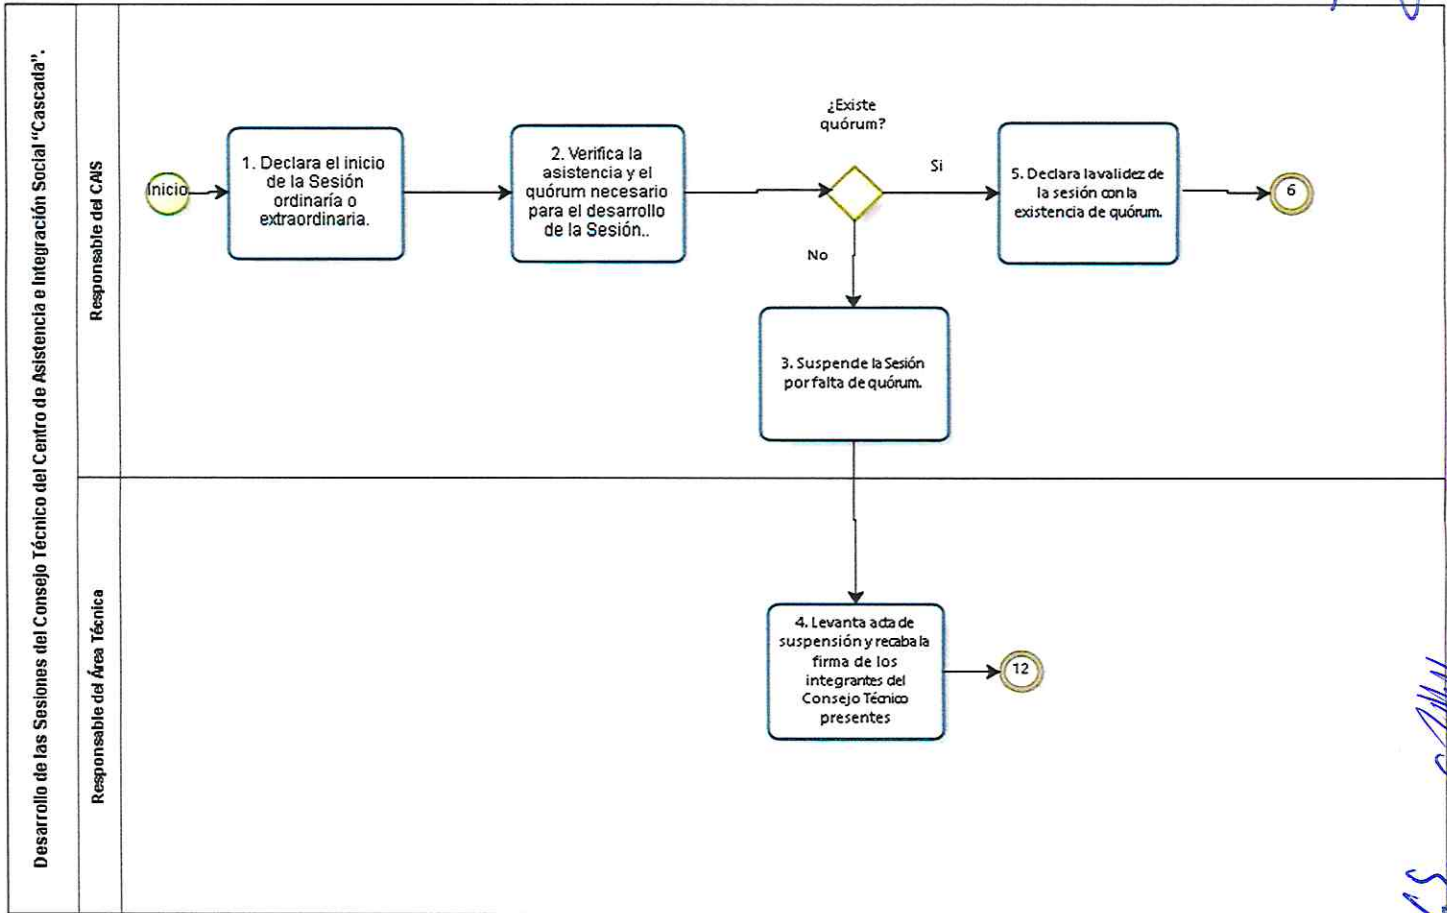 Desarrollo de las Sesiones del Consejo Técnico del Centro de Asistencia e Integración Social "Cascada".
Responsable del CAIS
Inicio
1. Declara el inicio
de la Sesión
ordinaría o
extraordinaria.
2. Verifica la
asistencia y el
quórum necesario
para el desarrollo
de la Sesión..
¿Existe
quórum?
Si
No
5. Declara la validez de
la sesión con la
existencia de quórum.
6
3. Suspende la Sesión
por falta de quórum.
Responsable del Área Técnica
4. Levanta acta de
suspensión y recaba la
firma de los
integrantes del
Consejo Técnico
presentes
12